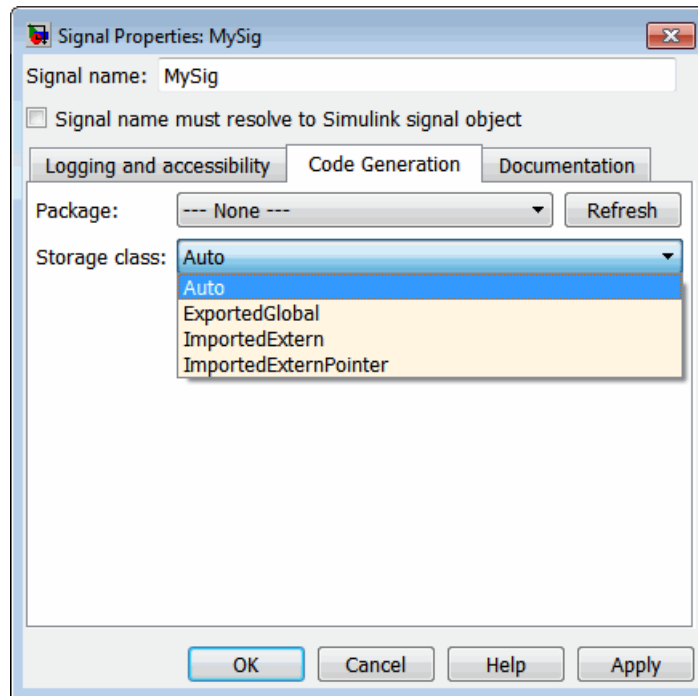 Signal Properties: MySig
Signal name: MySig
Signal name must resolve to Simulink signal object
Logging and accessibility Code Generation Documentation
Package: --- None --- Refresh
Storage class: Auto
Auto
ExportedGlobal
ImportedExtern
ImportedExternPointer
OK Cancel Help Apply